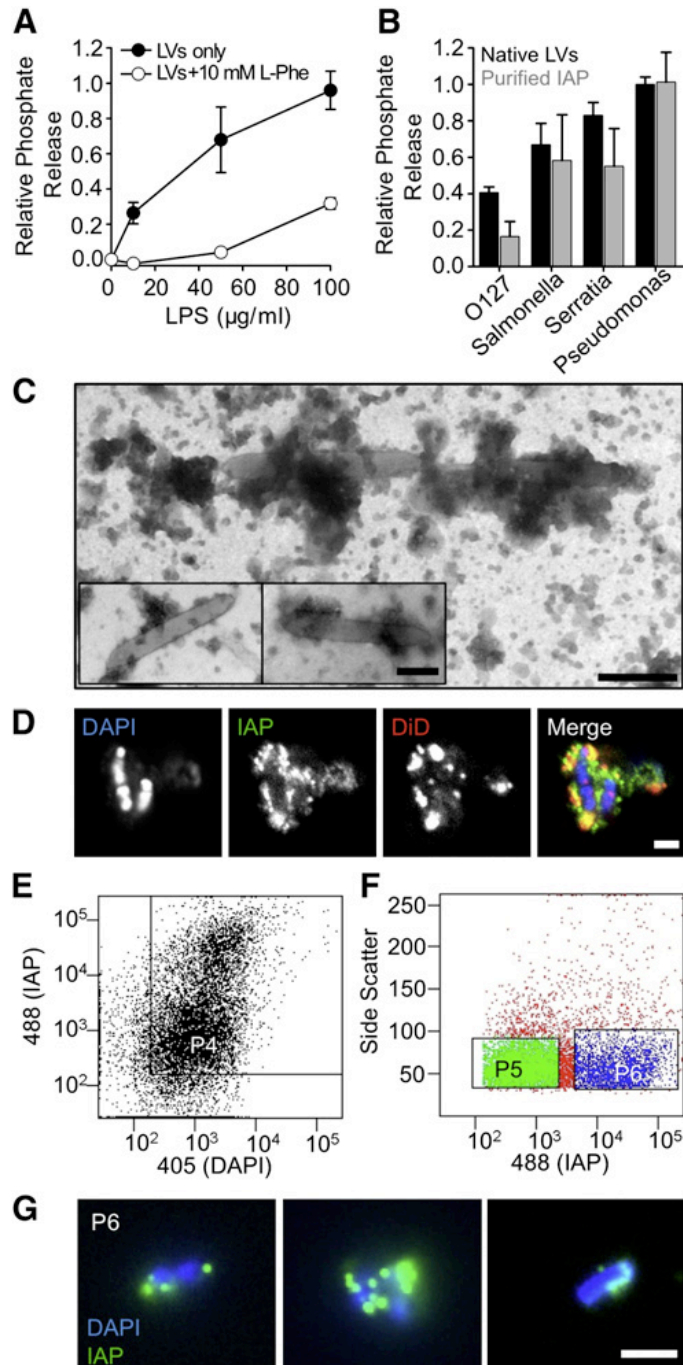 A
B
LVs only
LVs+10 mM L-Phe
Relative Phosphate
Release
1.2
1.0
0.8
0.6
0.4
0.2
0.0
0 20 40 60 80 100
LPS (μg/ml)
Native LVs
Purified IAP
Relative Phosphate
Release
1.2
1.0
0.8
0.6
0.4
0.2
0.0
O127
Salmonella
Serratia
Pseudomonas
C
D
DAPI
IAP
DiD
Merge
E
F
488 (IAP)
10⁵
10⁴
10³
10²
P4
10² 10³ 10⁴ 10⁵
405 (DAPI)
Side Scatter
250
200
150
100
50
P5
P6
10² 10³ 10⁴ 10⁵
488 (IAP)
G
P6
DAPI
IAP